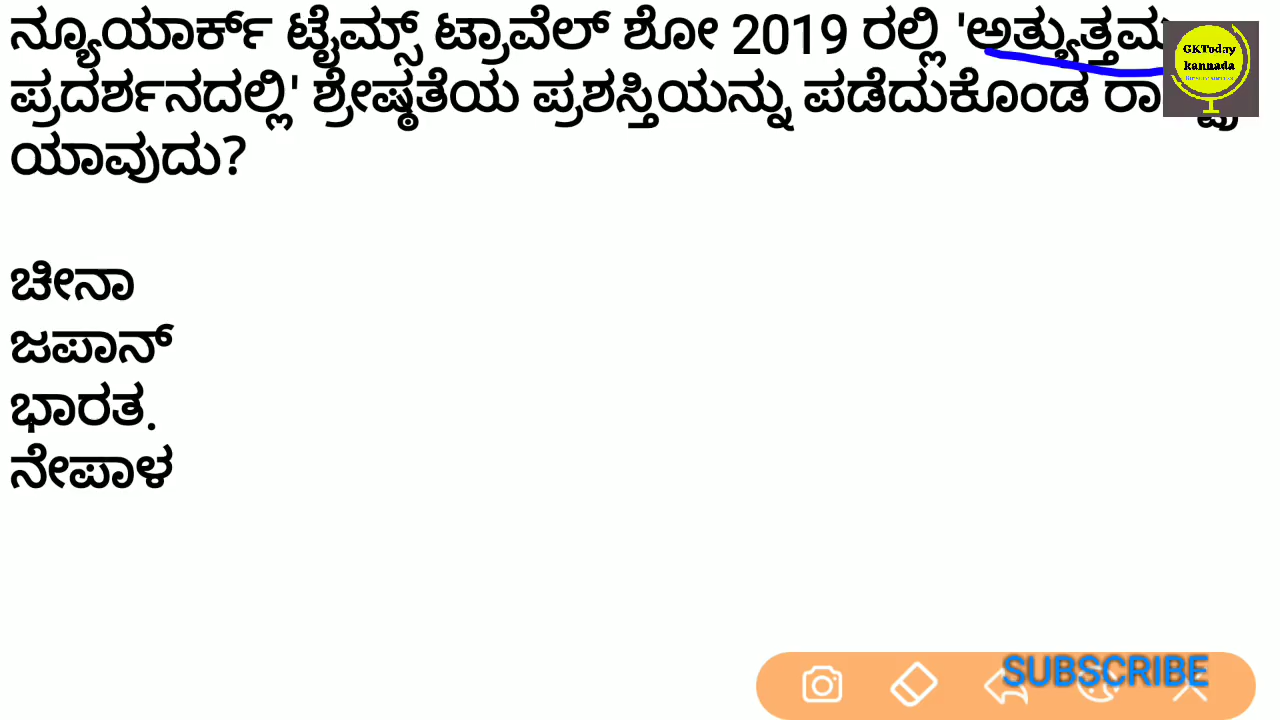 ನ್ಯೂಯಾರ್ಕ್ ಟೈಮ್ಸ್ ಟ್ರಾವೆಲ್ ಶೋ 2019 ರಲ್ಲಿ 'ಅತ್ಯುತ್ತಮ
GKToday
kannada
ಪ್ರದರ್ಶನದಲ್ಲಿ' ಶ್ರೇಷ್ಠತೆಯ ಪ್ರಶಸ್ತಿಯನ್ನು ಪಡೆದುಕೊಂಡ
ಯಾವುದು?
ಚೀನಾ
ಜಪಾನ್
ಭಾರತ.
ನೇಪಾಳ
SUBSCRIBE